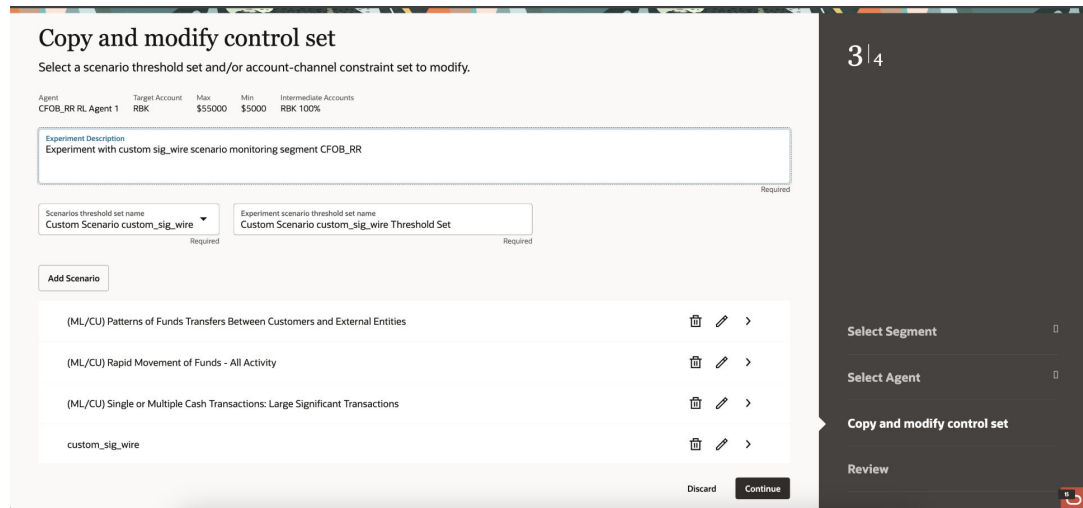 Copy and modify control set
Select a scenario threshold set and/or account-channel constraint set to modify.
Agent Target Account Max Min Intermediate Accounts
CFOB_RR RL Agent 1 RBK $55000 $5000 RBK 100%
Experiment Description
Experiment with custom sig_wire scenario monitoring segment CFOB_RR
Required
Scenarios threshold set name
Custom Scenario custom_sig_wire
Required
Experiment scenario threshold set name
Custom Scenario custom_sig_wire Threshold Set
Required
Add Scenario
(ML/CU) Patterns of Funds Transfers Between Customers and External Entities
(ML/CU) Rapid Movement of Funds - All Activity
(ML/CU) Single or Multiple Cash Transactions: Large Significant Transactions
custom_sig_wire
Discard Continue
3|4
Select Segment
Select Agent
Copy and modify control set
Review
15